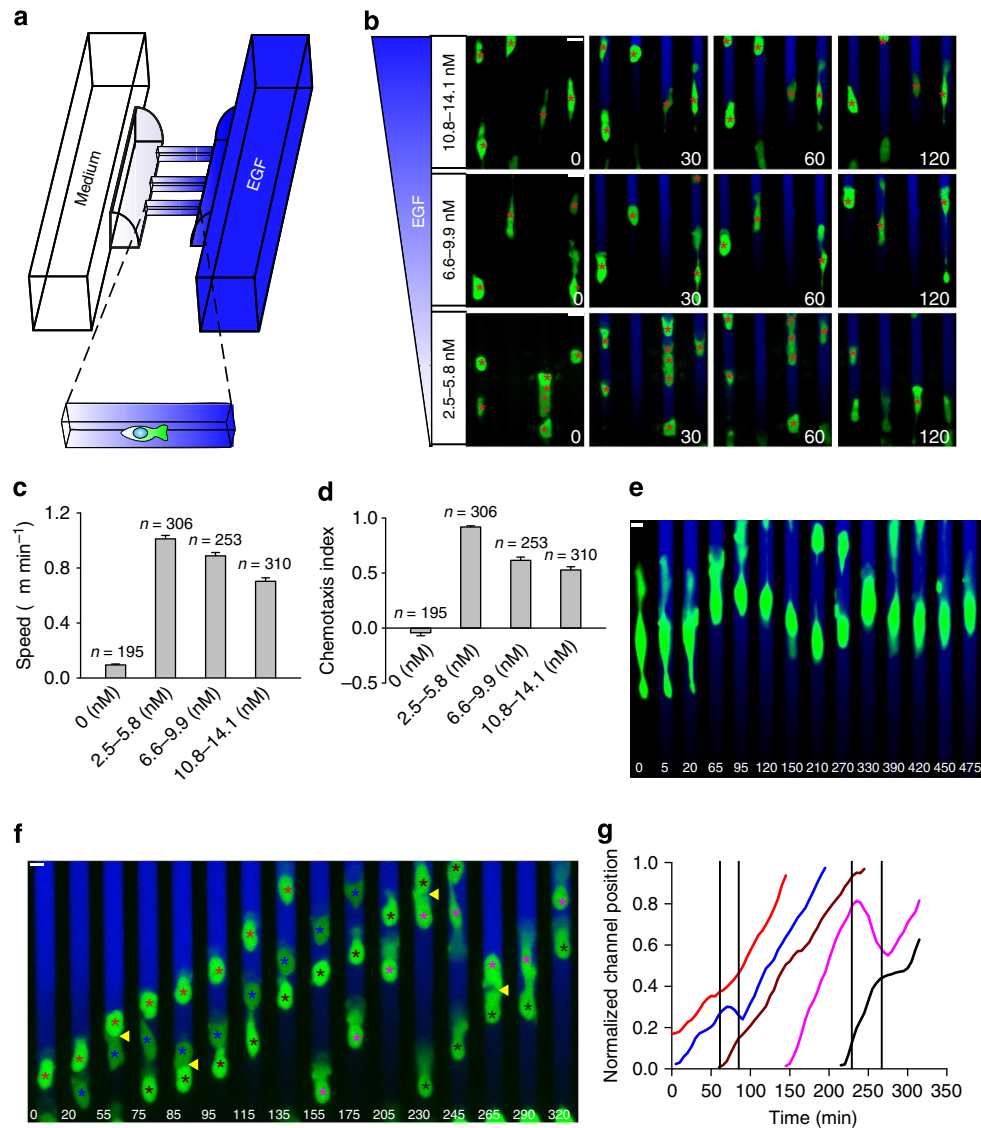 a
Medium
EGF
b
EGF
10.8–14.1 nM
0
30
60
120
6.6–9.9 nM
0
30
60
120
2.5–5.8 nM
0
30
60
120
c
Speed ( m min⁻¹)
1.2
0.8
0.4
0.0
n = 195
n = 306
n = 253
n = 310
0 (nM)
2.5–5.8 (nM)
6.6–9.9 (nM)
10.8–14.1 (nM)
d
Chemotaxis index
1.0
0.5
0.0
–0.5
n = 195
n = 306
n = 253
n = 310
0 (nM)
2.5–5.8 (nM)
6.6–9.9 (nM)
10.8–14.1 (nM)
e
0 5 20 65 95 120 150 210 270 330 390 420 450 475
f
0 20 55 75 85 95 115 135 155 175 205 230 245 265 290 320
g
Normalized channel position
1.0
0.8
0.6
0.4
0.2
0.0
0 50 100 150 200 250 300 350
Time (min)